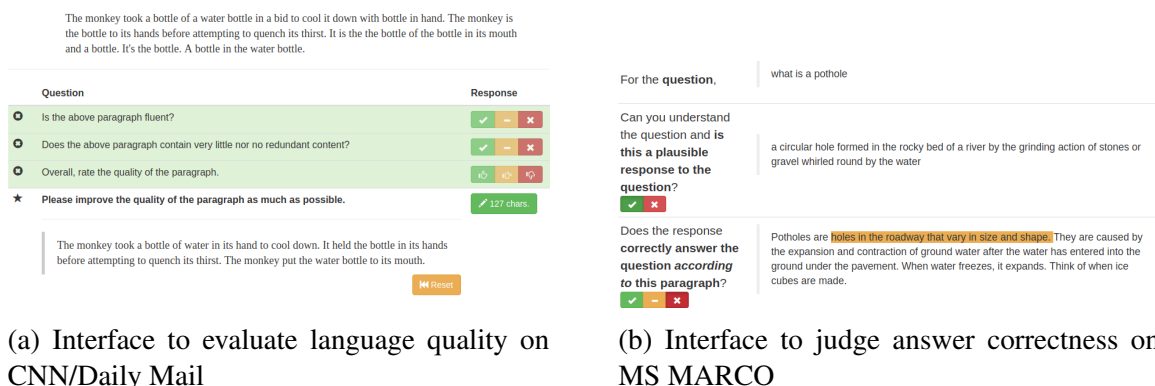 The monkey took a bottle of a water bottle in a bid to cool it down with bottle in hand. The monkey is
the bottle to its hands before attempting to quench its thirst. It is the the bottle of the bottle in its mouth
and a bottle. It's the bottle. A bottle in the water bottle.
Question Response
Is the above paragraph fluent?
Does the above paragraph contain very little nor no redundant content?
Overall, rate the quality of the paragraph.
Please improve the quality of the paragraph as much as possible. 127 chars.
The monkey took a bottle of water in its hand to cool down. It held the bottle in its hands
before attempting to quench its thirst. The monkey put the water bottle to its mouth.
Reset
(a) Interface to evaluate language quality on
CNN/Daily Mail
For the question,
what is a pothole
Can you understand
the question and is
this a plausible
response to the
question?
a circular hole formed in the rocky bed of a river by the grinding action of stones or
gravel whirled round by the water
Does the response
correctly answer the
question according
to this paragraph?
Potholes are holes in the roadway that vary in size and shape. They are caused by
the expansion and contraction of ground water after the water has entered into the
ground under the pavement. When water freezes, it expands. Think of when ice
cubes are made.
(b) Interface to judge answer correctness on
MS MARCO